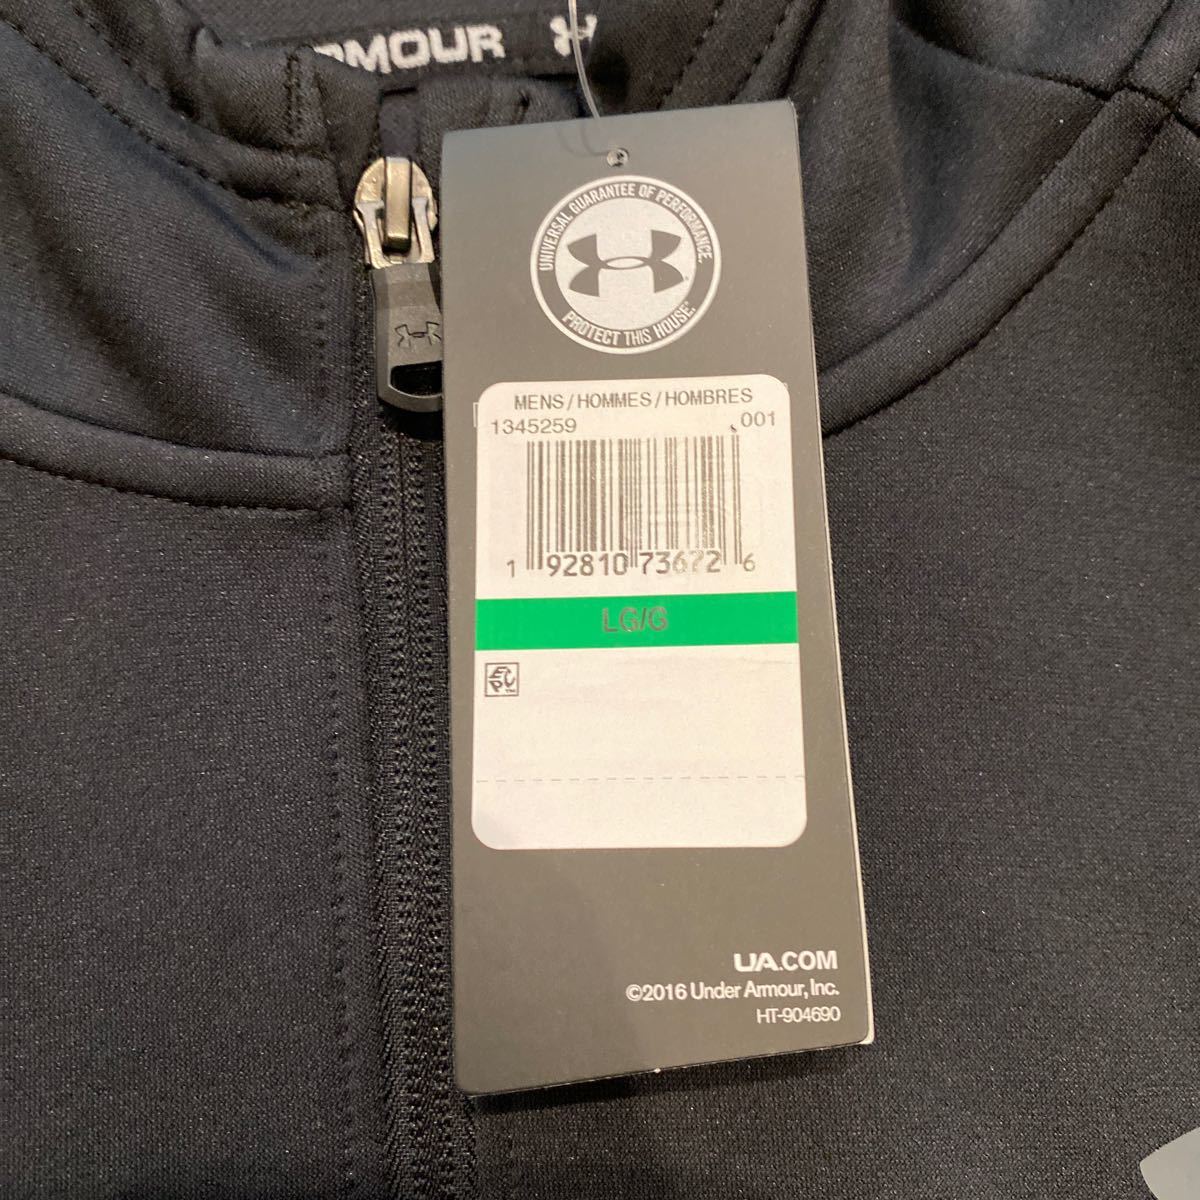 ARMOUR
UNIVERSAL GUARANTEE OF PERFORMANCE.
PROTECT THIS HOUSE.
MENS/HOMMES/HOMBRES
1345259 001
1 92810 73672 6
LG/G
EPC™
UA.COM
©2016 Under Armour, Inc.
HT-904690